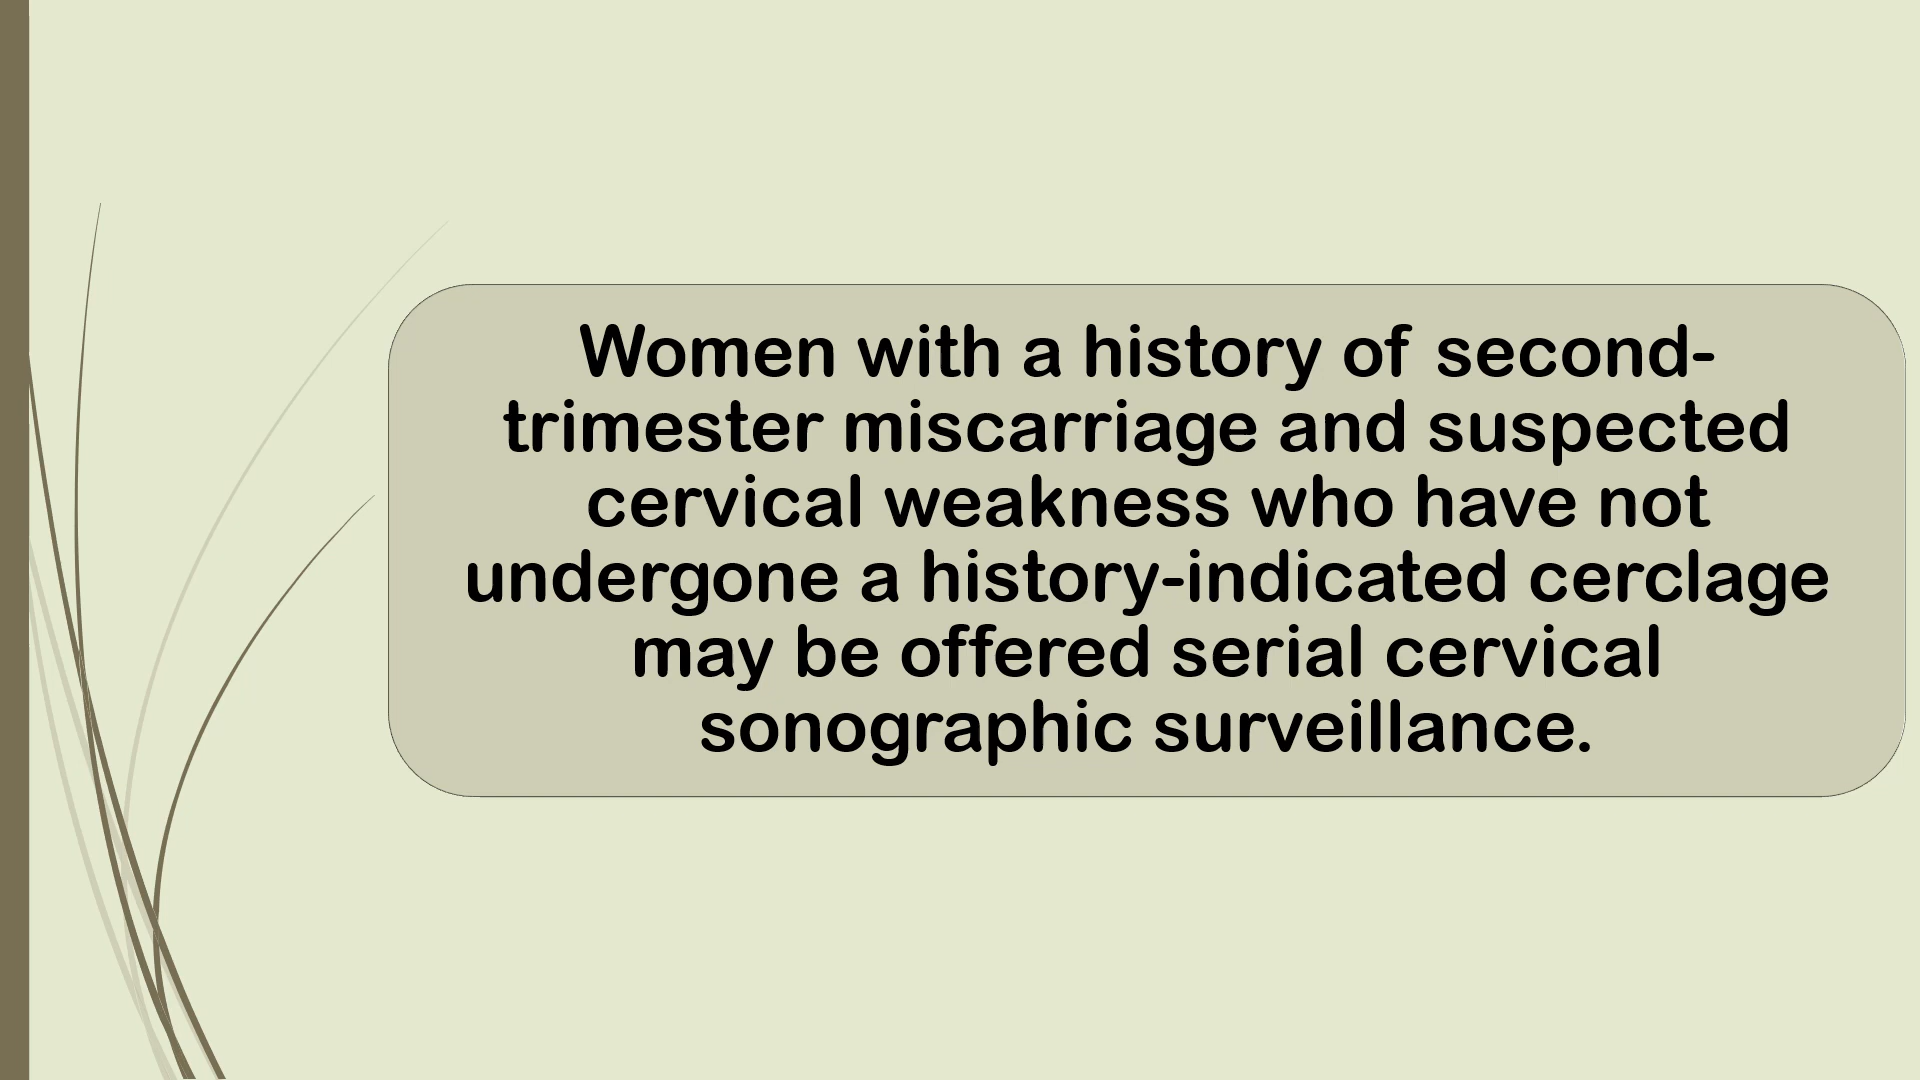 Women with a history of second-
trimester miscarriage and suspected
cervical weakness who have not
undergone a history-indicated cerclage
may be offered serial cervical
sonographic surveillance.